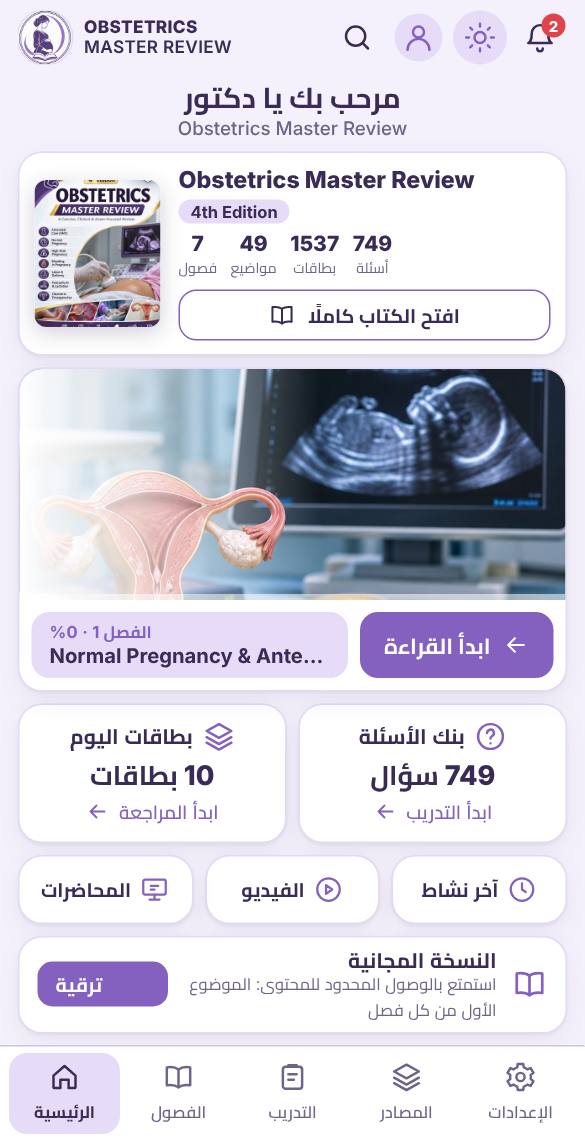 OBSTETRICS
MASTER REVIEW
2
مرحب بك يا دكتور
Obstetrics Master Review
OBSTETRICS
MASTER REVIEW
Obstetrics Master Review
4th Edition
7 49 1537 749
فصول مواضيع بطاقات أسئلة
افتح الكتاب كاملًا
الفصل 1 · 0%
Normal Pregnancy & Ante...
ابدأ القراءة ←
بنك الأسئلة
749 سؤال
ابدأ التدريب ←
بطاقات اليوم
10 بطاقات
ابدأ المراجعة ←
آخر نشاط
الفيديو
المحاضرات
النسخة المجانية
استمتع بالوصول المحدود للمحتوى: الموضوع
الأول من كل فصل
ترقية
الرئيسية
الفصول
التدريب
المصادر
الإعدادات